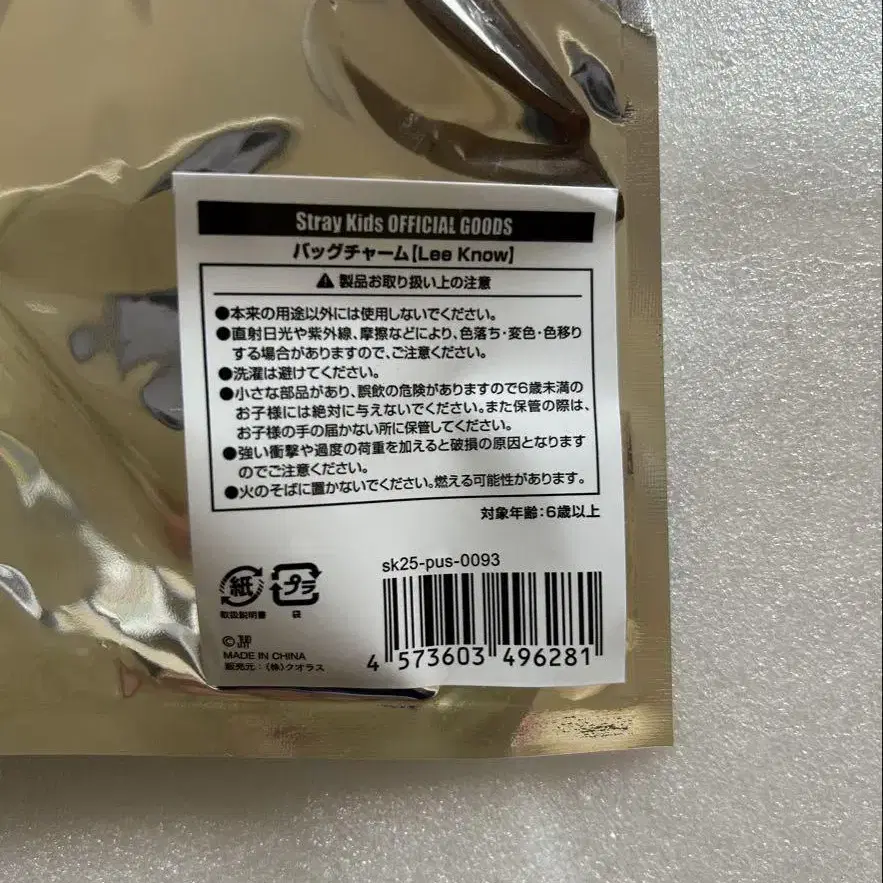 Stray Kids OFFICIAL GOODS
バッグチャーム[Lee Know]
製品お取り扱い上の注意
●本来の用途以外には使用しないでください。
●直射日光や紫外線、摩擦などにより、色落ち・変色・色移り
する場合がありますので、ご注意ください。
●洗濯は避けてください。
●小さな部品があり、誤飲の危険がありますので6歳未満の
お子様には絶対に与えないでください。また保管の際は、
お子様の手の届かない所に保管してください。
●強い衝撃や過度の荷重を加えると破損の原因となります
のでご注意ください。
●火のそばに置かないでください。燃える可能性があります。
対象年齢:6歳以上
sk25-pus-0093
紙 プラ
取扱説明書 袋
©JYP
MADE IN CHINA
販売元:(株)クオラス
4 573603 496281